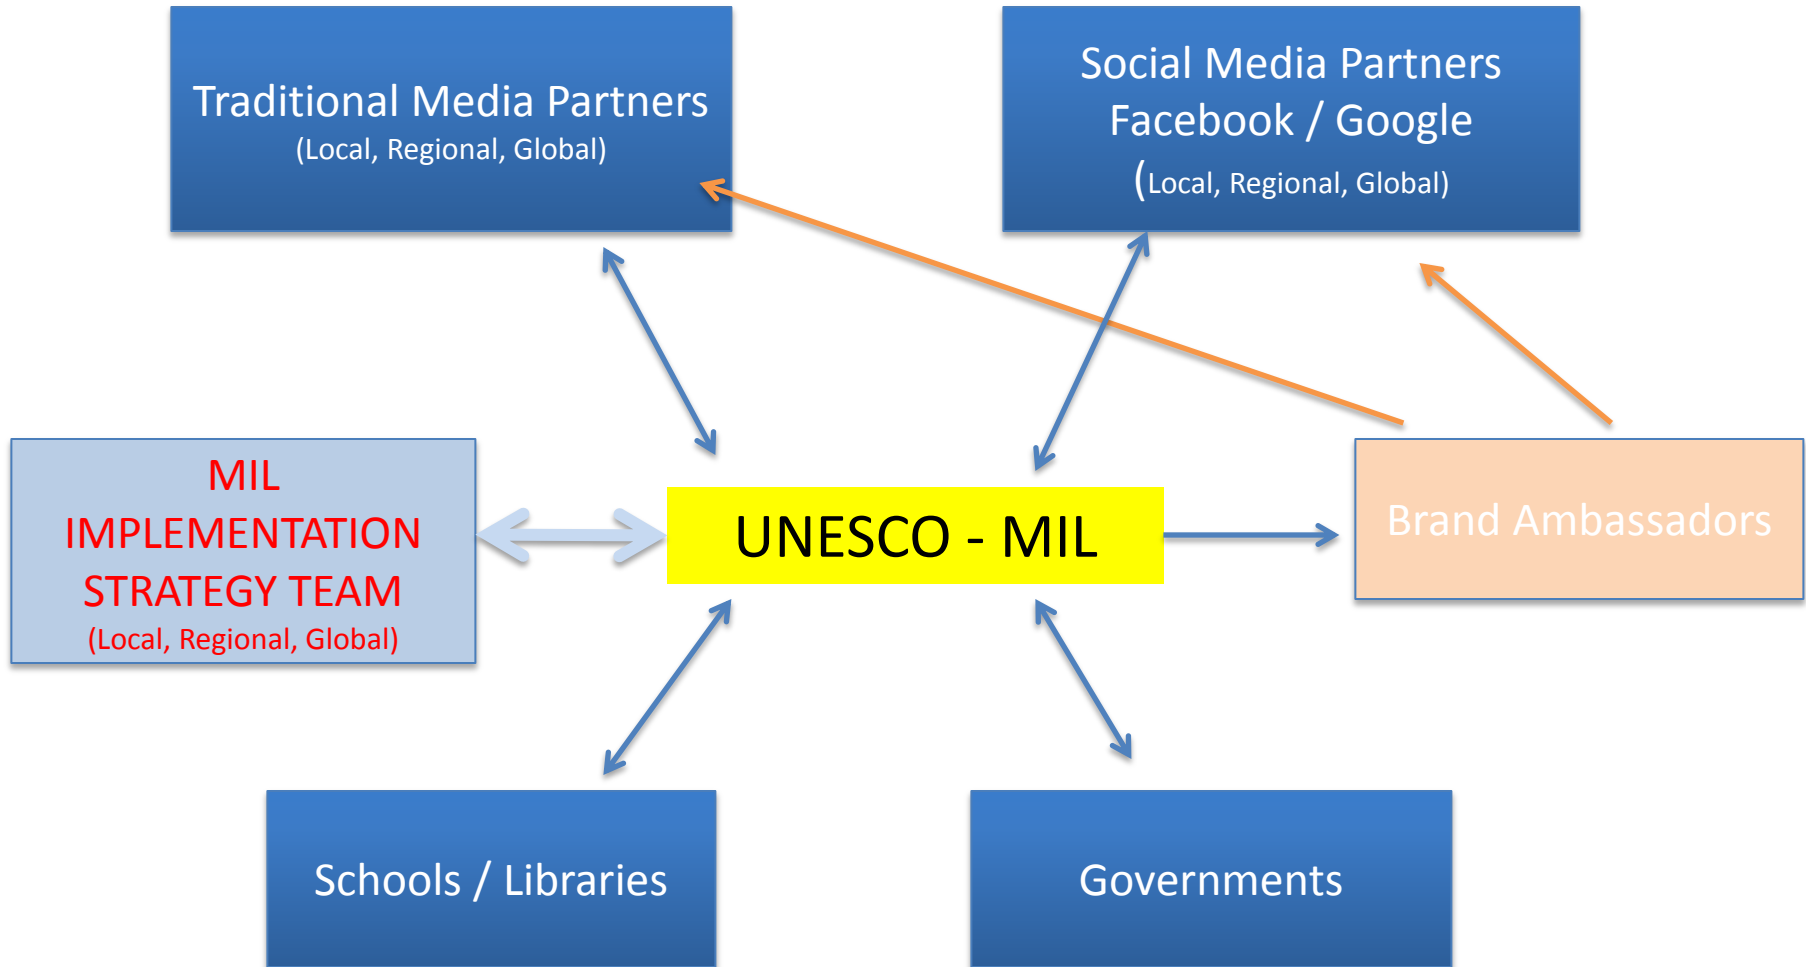 Traditional Media Partners
(Local, Regional, Global)
Social Media Partners
Facebook / Google
(Local, Regional, Global)
MIL
IMPLEMENTATION
STRATEGY TEAM
(Local, Regional, Global)
UNESCO - MIL
Brand Ambassadors
Schools / Libraries
Governments